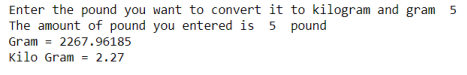 Enter the pound you want to convert it to kilogram and gram  5
The amount of pound you entered is  5  pound
Gram = 2267.96185
Kilo Gram = 2.27